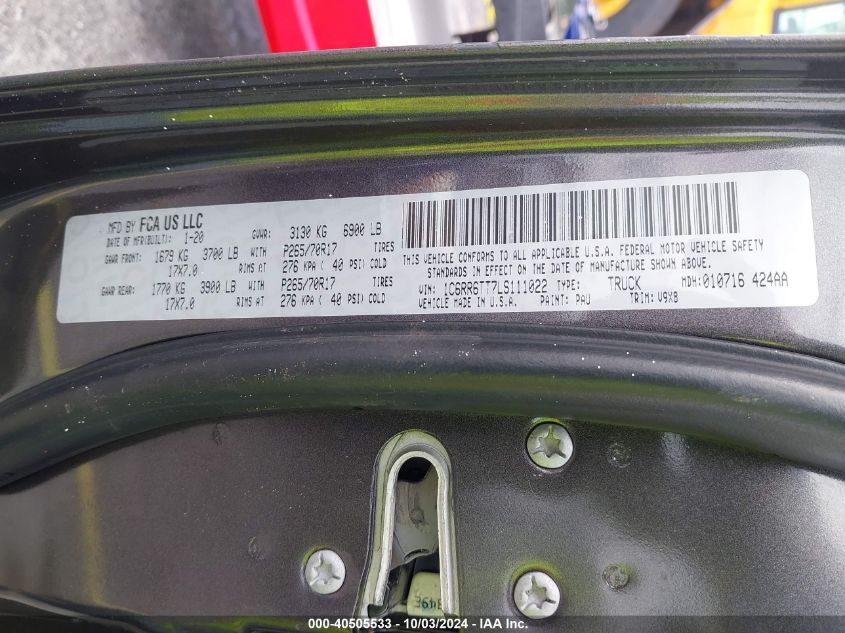 MFD BY FCA US LLC
DATE OF MFR(BUILT): 1-20
GVWR: 3130 KG 6900 LB
GAWR FRONT: 1679 KG 3700 LB WITH P265/70R17 TIRES
17X7.0 RIMS AT 276 KPA ( 40 PSI) COLD
GAWR REAR: 1770 KG 3900 LB WITH P265/70R17 TIRES
17X7.0 RIMS AT 276 KPA ( 40 PSI) COLD
THIS VEHICLE CONFORMS TO ALL APPLICABLE U.S.A. FEDERAL MOTOR VEHICLE SAFETY
STANDARDS IN EFFECT ON THE DATE OF MANUFACTURE SHOWN ABOVE.
VIN: 1C6RR6TT7LS111022 TYPE: TRUCK MDH:010716 424AA
VEHICLE MADE IN U.S.A. PAINT: PAU TRIM: V9X8
000-40505533 - 10/03/2024 - IAA Inc.